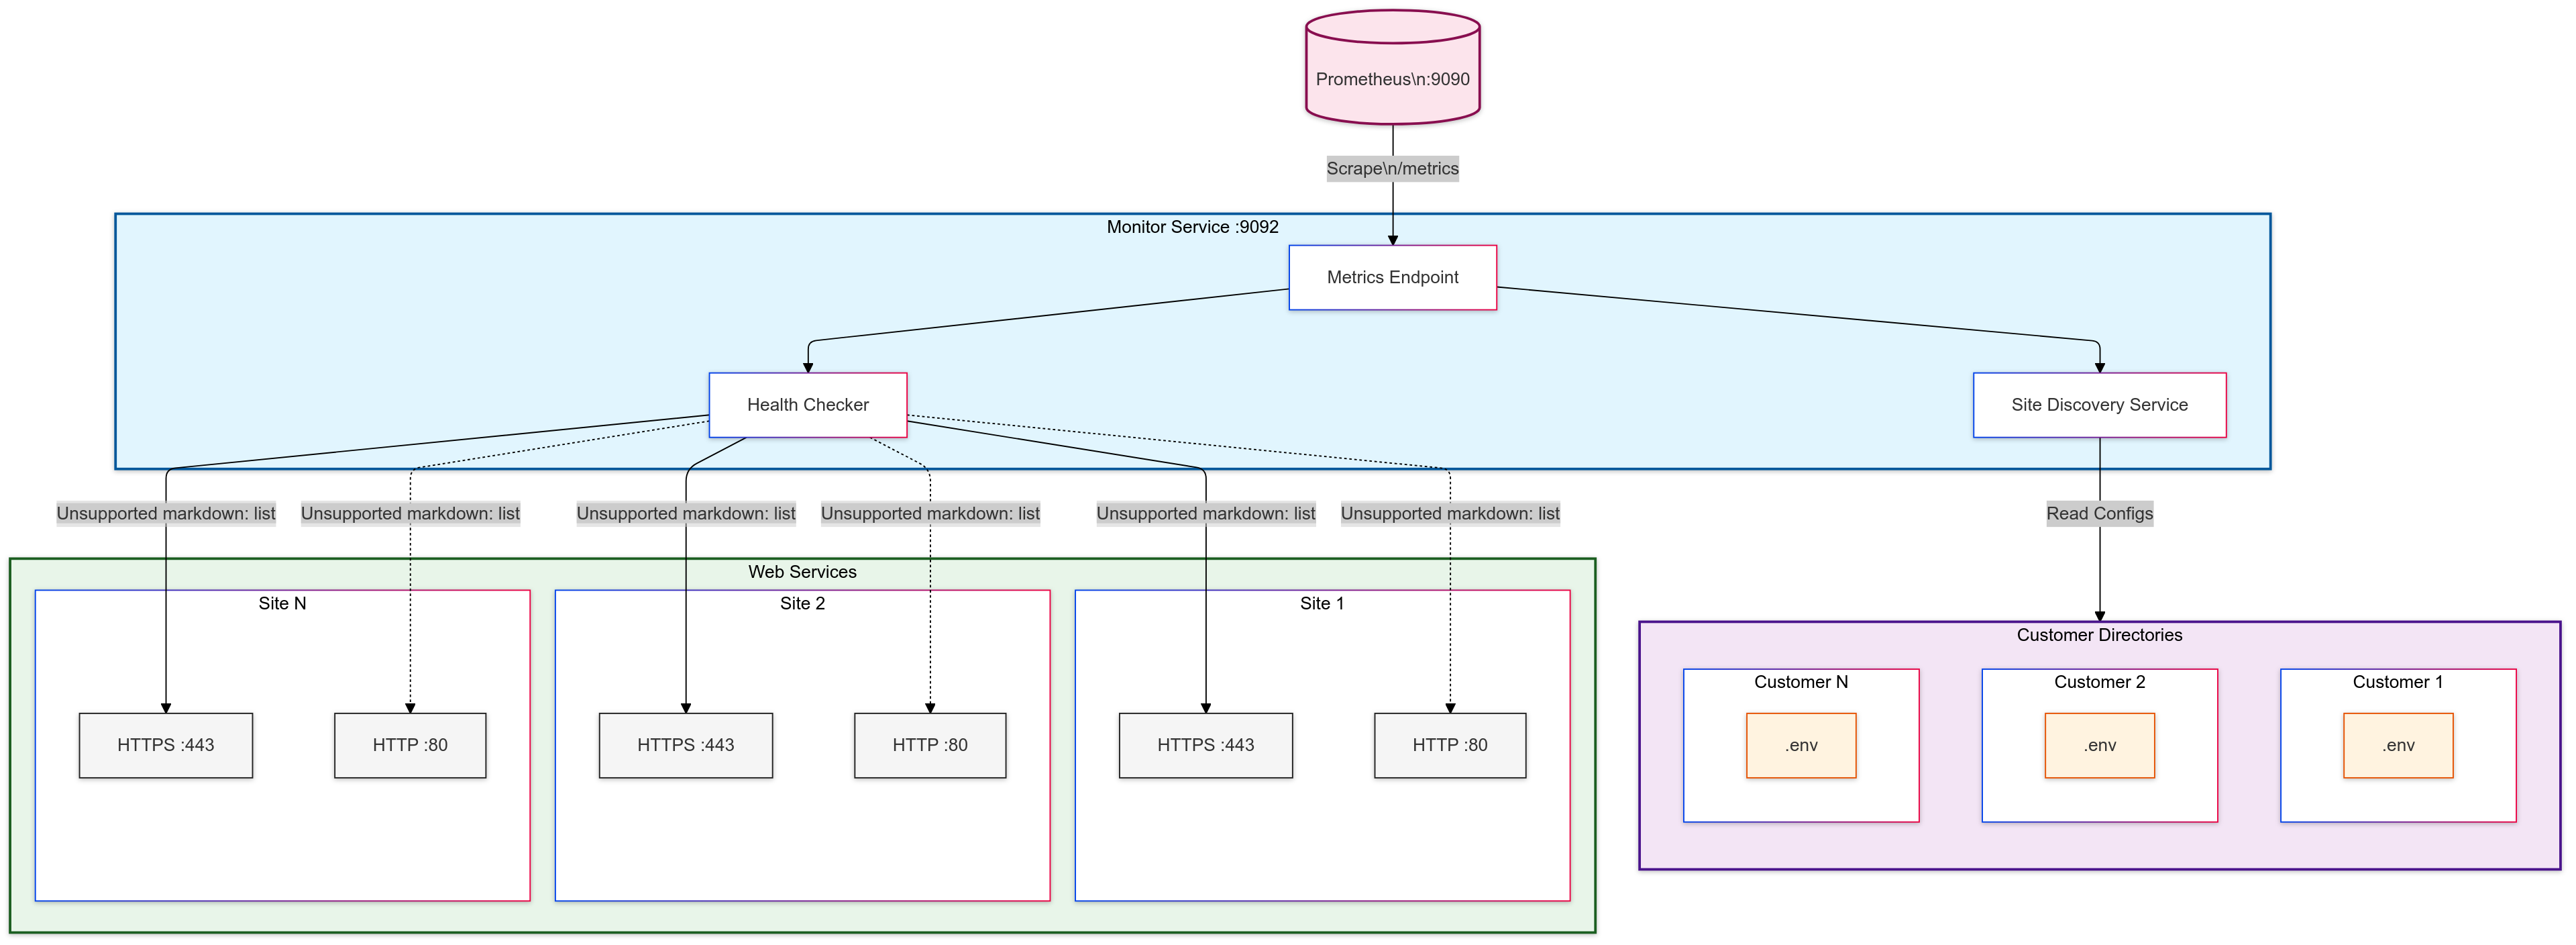 Prometheus\n:9090
Scrape\n/metrics
Monitor Service :9092
Metrics Endpoint
Health Checker
Site Discovery Service
Unsupported markdown: list
Unsupported markdown: list
Unsupported markdown: list
Unsupported markdown: list
Unsupported markdown: list
Unsupported markdown: list
Read Configs
Web Services
Site N
Site 2
Site 1
HTTPS :443
HTTP :80
HTTPS :443
HTTP :80
HTTPS :443
HTTP :80
Customer Directories
Customer N
Customer 2
Customer 1
.env
.env
.env